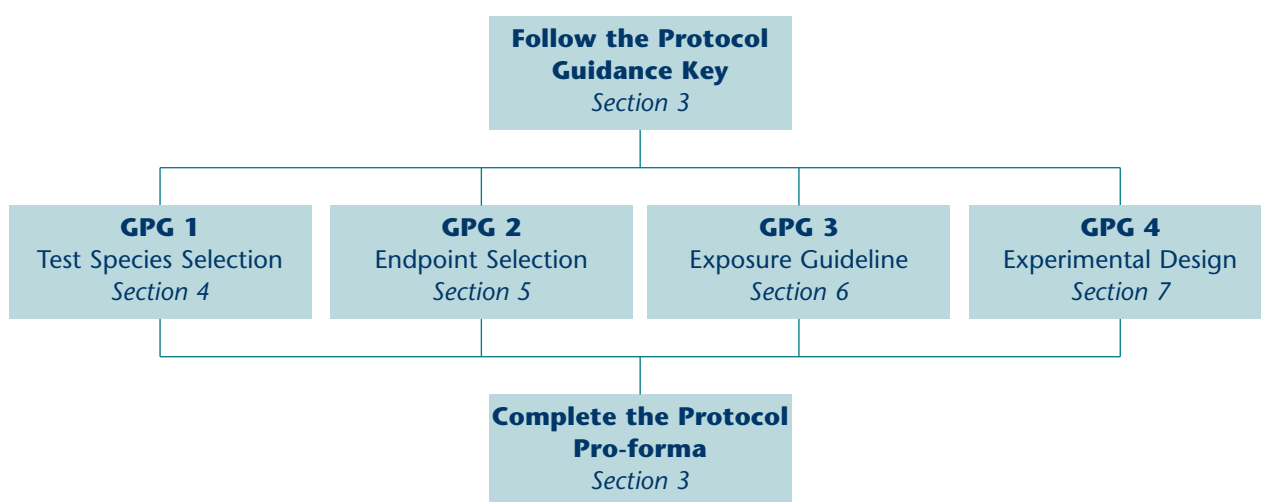 Follow the Protocol
Guidance Key
Section 3
GPG 1
Test Species Selection
Section 4
GPG 2
Endpoint Selection
Section 5
GPG 3
Exposure Guideline
Section 6
GPG 4
Experimental Design
Section 7
Complete the Protocol
Pro-forma
Section 3